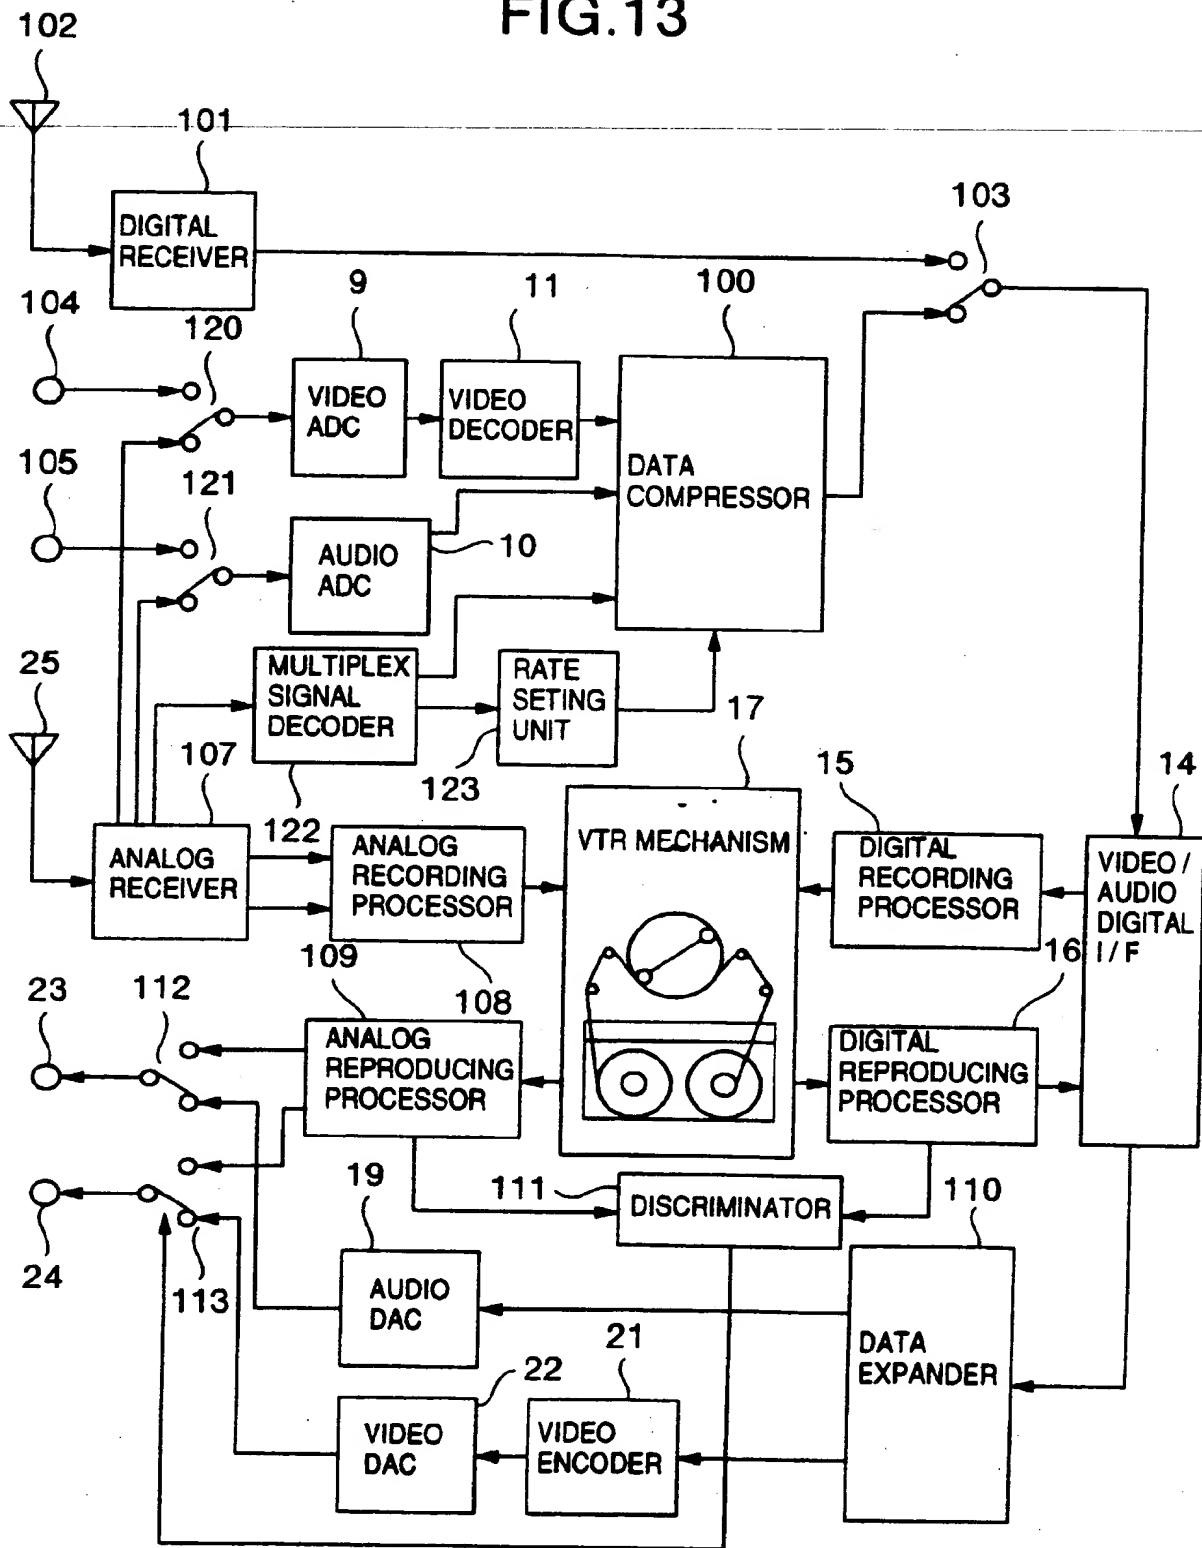 FIG.13
102
101
DIGITAL
RECEIVER
103
104
120
9
11
100
VIDEO
ADC
VIDEO
DECODER
DATA
COMPRESSOR
105
121
AUDIO
ADC
10
25
MULTIPLEX
SIGNAL
DECODER
RATE
SETING
UNIT
17
107
122
123
15
14
ANALOG
RECEIVER
ANALOG
RECORDING
PROCESSOR
VTR MECHANISM
DIGITAL
RECORDING
PROCESSOR
VIDEO /
AUDIO
DIGITAL
I / F
109
108
16
23
112
ANALOG
REPRODUCING
PROCESSOR
DIGITAL
REPRODUCING
PROCESSOR
24
113
19
111
DISCRIMINATOR
110
AUDIO
DAC
22
21
DATA
EXPANDER
VIDEO
DAC
VIDEO
ENCODER